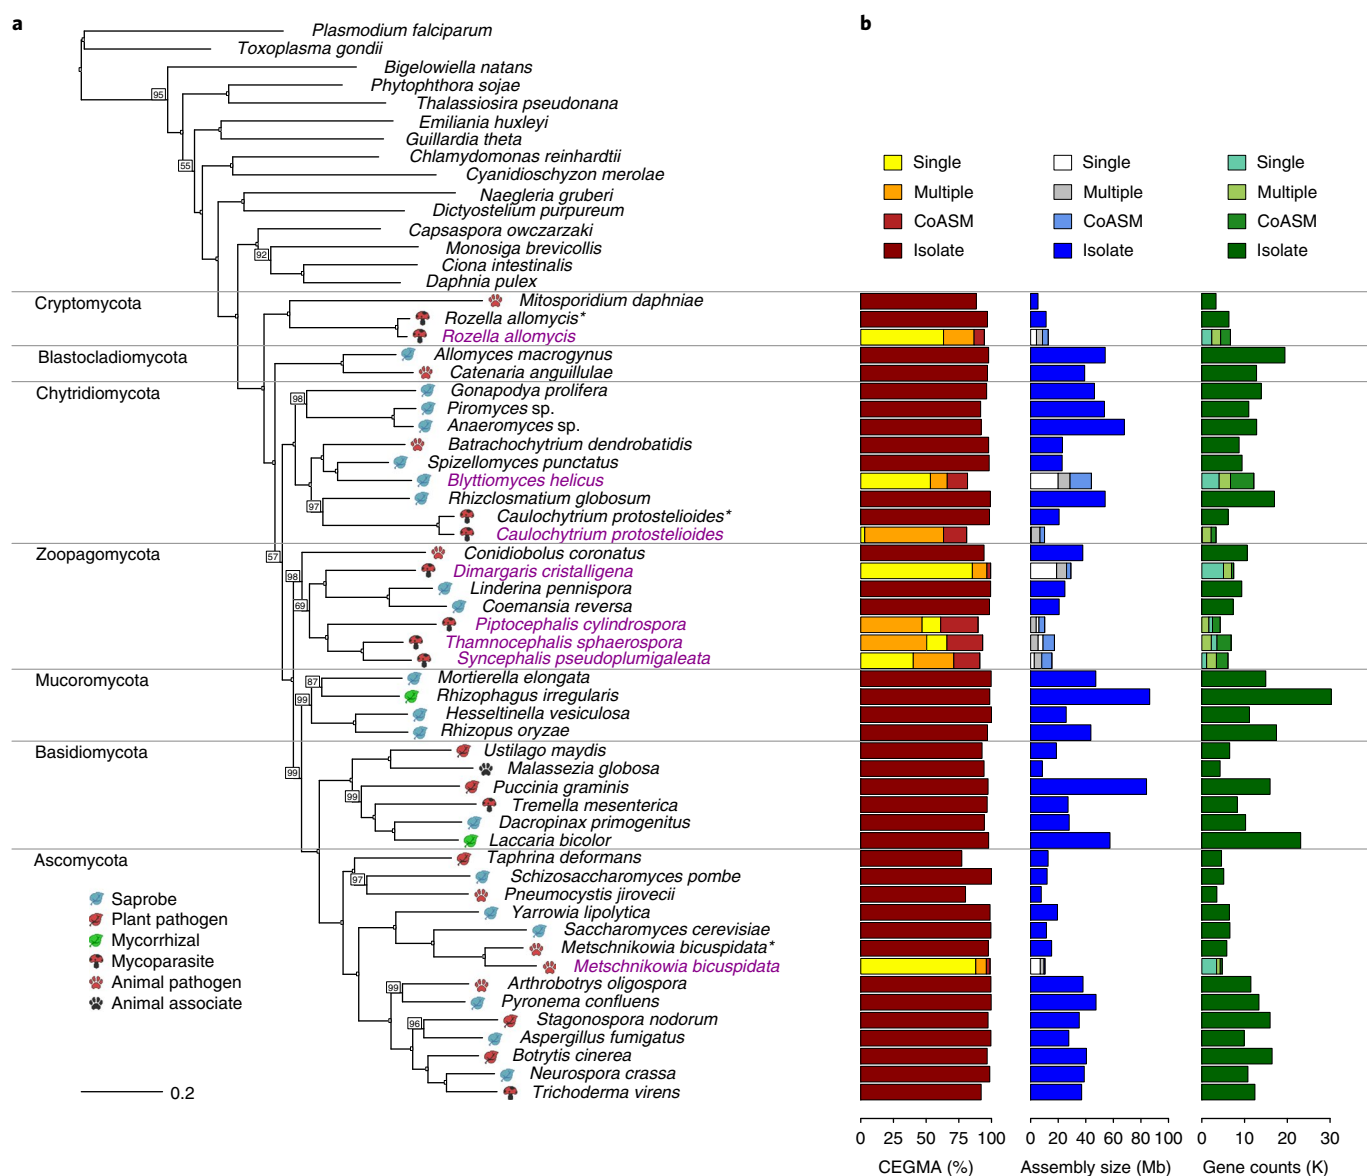 a
b
Plasmodium falciparum
Toxoplasma gondii
Bigelowiella natans
95
Phytophthora sojae
Thalassiosira pseudonana
Emiliania huxleyi
Guillardia theta
55
Chlamydomonas reinhardtii
Cyanidioschyzon merolae
Naegleria gruberi
Dictyostelium purpureum
Capsaspora owczarzaki
Monosiga brevicollis
92
Ciona intestinalis
Daphnia pulex
Single
Multiple
CoASM
Isolate
Single
Multiple
CoASM
Isolate
Single
Multiple
CoASM
Isolate
Cryptomycota
Mitosporidium daphniae
Rozella allomycis*
Rozella allomycis
Blastocladiomycota
Allomyces macrogynus
Catenaria anguillulae
Chytridiomycota
Gonapodya prolifera
98
Piromyces sp.
Anaeromyces sp.
Batrachochytrium dendrobatidis
Spizellomyces punctatus
Blyttiomyces helicus
Rhizclosmatium globosum
97
Caulochytrium protostelioides*
Caulochytrium protostelioides
Zoopagomycota
57
Conidiobolus coronatus
98
Dimargaris cristalligena
Linderina pennispora
69
Coemansia reversa
Piptocephalis cylindrospora
Thamnocephalis sphaerospora
Syncephalis pseudoplumigaleata
Mucoromycota
87
Mortierella elongata
99
Rhizophagus irregularis
Hesseltinella vesiculosa
Rhizopus oryzae
Basidiomycota
99
Ustilago maydis
Malassezia globosa
Puccinia graminis
99
Tremella mesenterica
Dacropinax primogenitus
Laccaria bicolor
Ascomycota
Taphrina deformans
97
Schizosaccharomyces pombe
Pneumocystis jirovecii
Yarrowia lipolytica
Saccharomyces cerevisiae
Metschnikowia bicuspidata*
Metschnikowia bicuspidata
99
Arthrobotrys oligospora
Pyronema confluens
96
Stagonospora nodorum
Aspergillus fumigatus
Botrytis cinerea
Neurospora crassa
Trichoderma virens
Saprobe
Plant pathogen
Mycorrhizal
Mycoparasite
Animal pathogen
Animal associate
0.2
0 25 50 75 100
CEGMA (%)
0 20 40 60 80 100
Assembly size (Mb)
0 10 20 30
Gene counts (K)